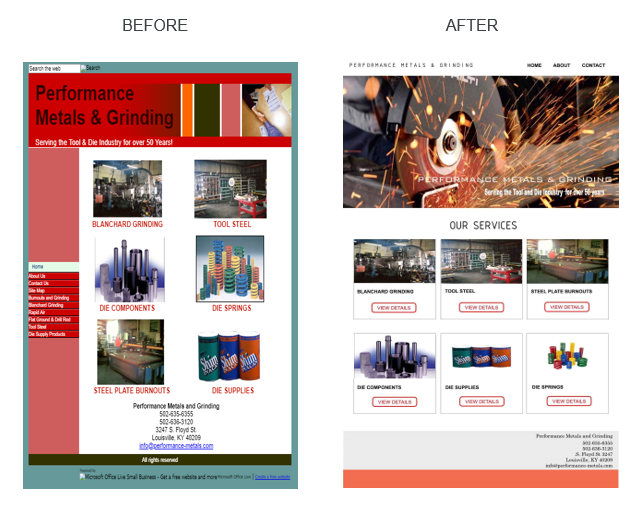 BEFORE
AFTER
Search the web
Search
Performance
Metals & Grinding
Serving the Tool & Die Industry for over 50 Years!
BLANCHARD GRINDING
TOOL STEEL
Home
About Us
Contact Us
Site Map
Burnouts and Grinding
Blanchard Grinding
Rapid Air
Flat Ground & Drill Rod
Tool Steel
Die Supply Products
DIE COMPONENTS
DIE SPRINGS
Shim
STEEL PLATE BURNOUTS
DIE SUPPLIES
Performance Metals and Grinding
502-635-6355
502-636-3120
3247 S. Floyd St.
Louisville, KY 40209
info@performance-metals.com
All rights reserved
Microsoft Office Live Small Business - Get a free website and more
Microsoft Office Live
Create a free website
PERFORMANCE METALS & GRINDING
HOME ABOUT CONTACT
PERFORMANCE METALS & GRINDING
Serving the Tool and Die Industry for over 50 years
OUR SERVICES
BLANCHARD GRINDING
TOOL STEEL
STEEL PLATE BURNOUTS
VIEW DETAILS
VIEW DETAILS
VIEW DETAILS
DIE COMPONENTS
DIE SUPPLIES
DIE SPRINGS
VIEW DETAILS
VIEW DETAILS
VIEW DETAILS
Performance Metals and Grinding
502-635-6355
502-636-3120
.S. Floyd St 3247
Louisville, KY 40209
info@performance-metals.com